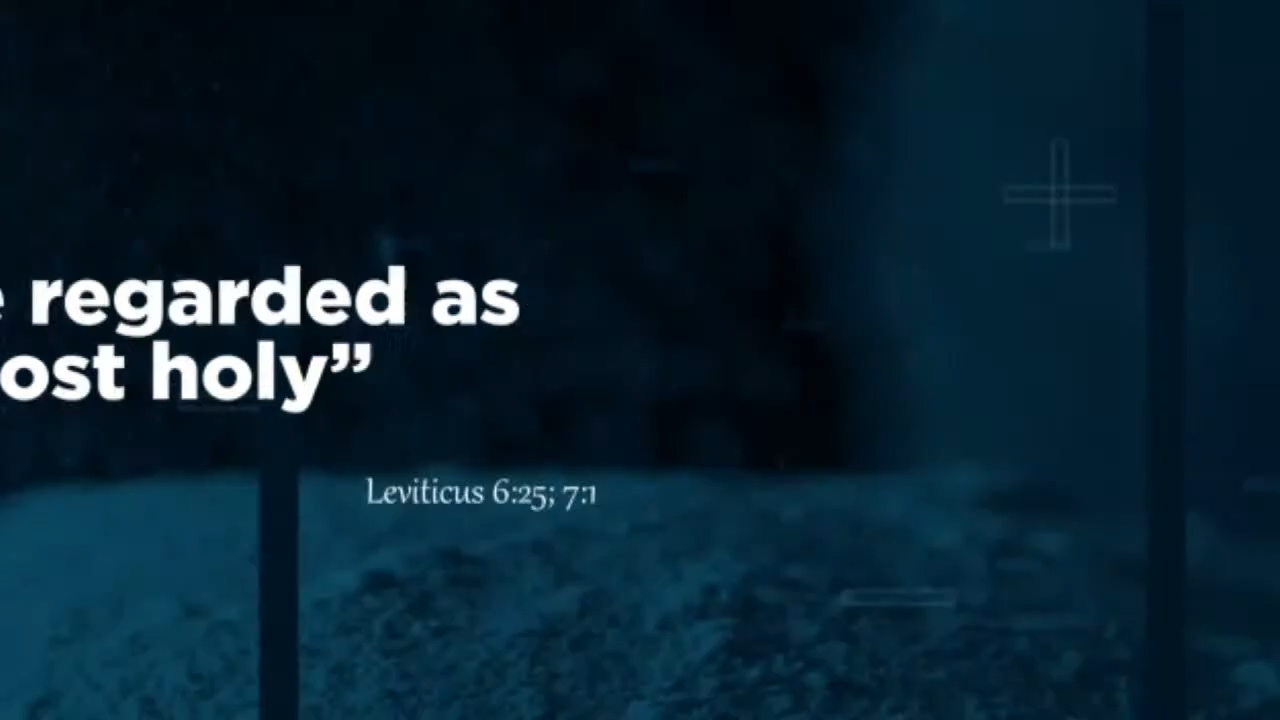 regarded as
holy”
Leviticus 6:25; 7:1